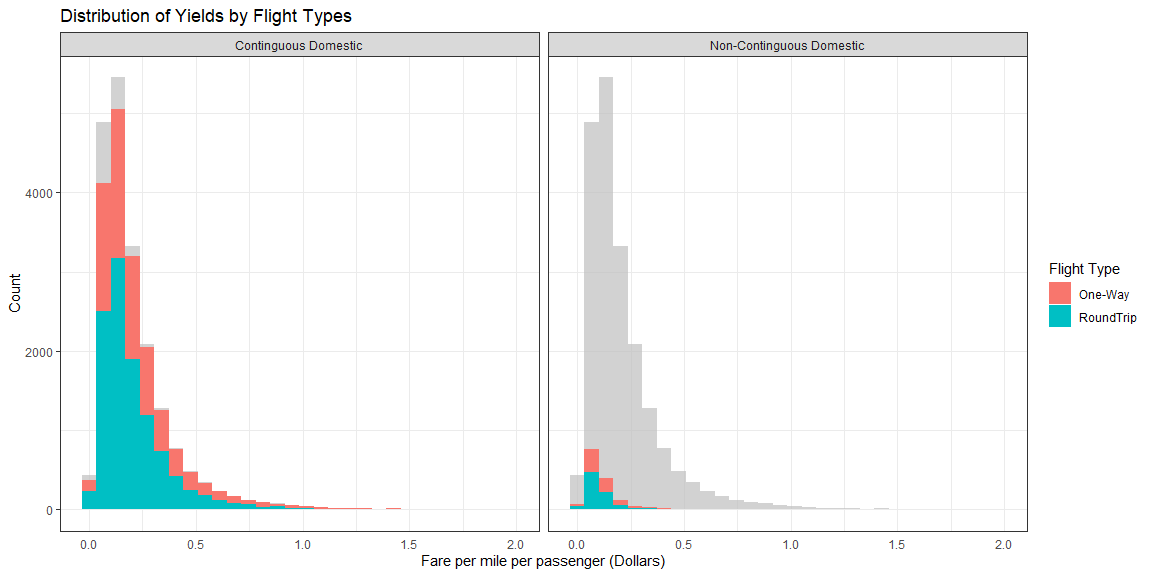 Distribution of Yields by Flight Types
Continguous Domestic
Non-Continguous Domestic
Count
4000
2000
0
0.0
0.5
1.0
1.5
2.0
0.0
0.5
1.0
1.5
2.0
Fare per mile per passenger (Dollars)
Flight Type
One-Way
RoundTrip